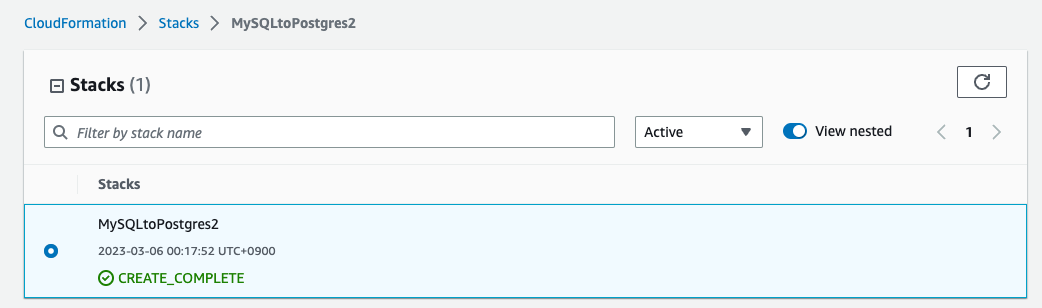 CloudFormation > Stacks > MySQLtoPostgres2
Stacks (1)
Filter by stack name
Active
View nested
1
Stacks
MySQLtoPostgres2
2023-03-06 00:17:52 UTC+0900
CREATE_COMPLETE